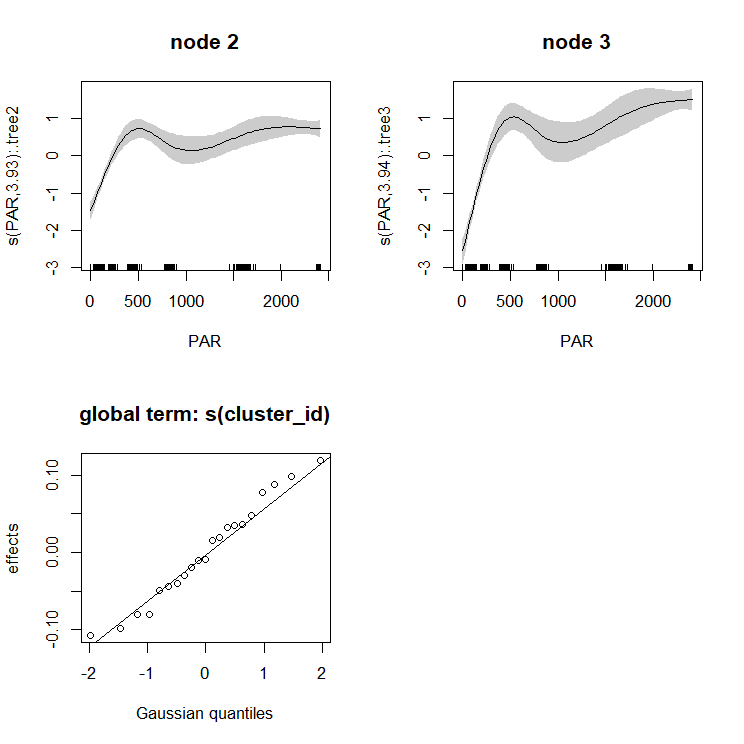 node 2
s(PAR,3.93):.tree2
1
0
-1
-2
-3
0 500 1000 2000
PAR
node 3
s(PAR,3.94):.tree3
1
0
-1
-2
-3
0 500 1000 2000
PAR
global term: s(cluster_id)
effects
0.10
0.00
-0.10
-2 -1 0 1 2
Gaussian quantiles